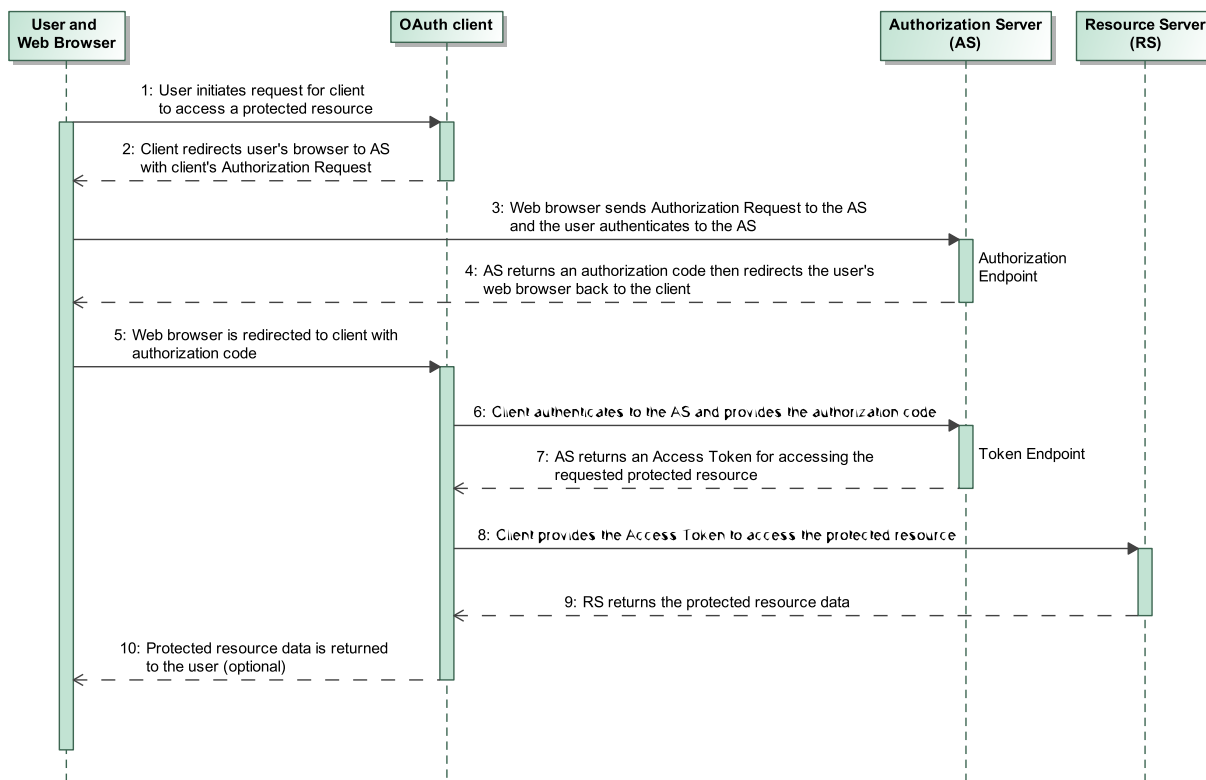 User and
Web Browser
OAuth client
Authorization Server
(AS)
Resource Server
(RS)
1: User initiates request for client
to access a protected resource
2: Client redirects user's browser to AS
with client's Authorization Request
3: Web browser sends Authorization Request to the AS
and the user authenticates to the AS
Authorization
Endpoint
4: AS returns an authorization code then redirects the user's
web browser back to the client
5: Web browser is redirected to client with
authorization code
6: Client authenticates to the AS and provides the authorization code
Token Endpoint
7: AS returns an Access Token for accessing the
requested protected resource
8: Client provides the Access Token to access the protected resource
9: RS returns the protected resource data
10: Protected resource data is returned
to the user (optional)